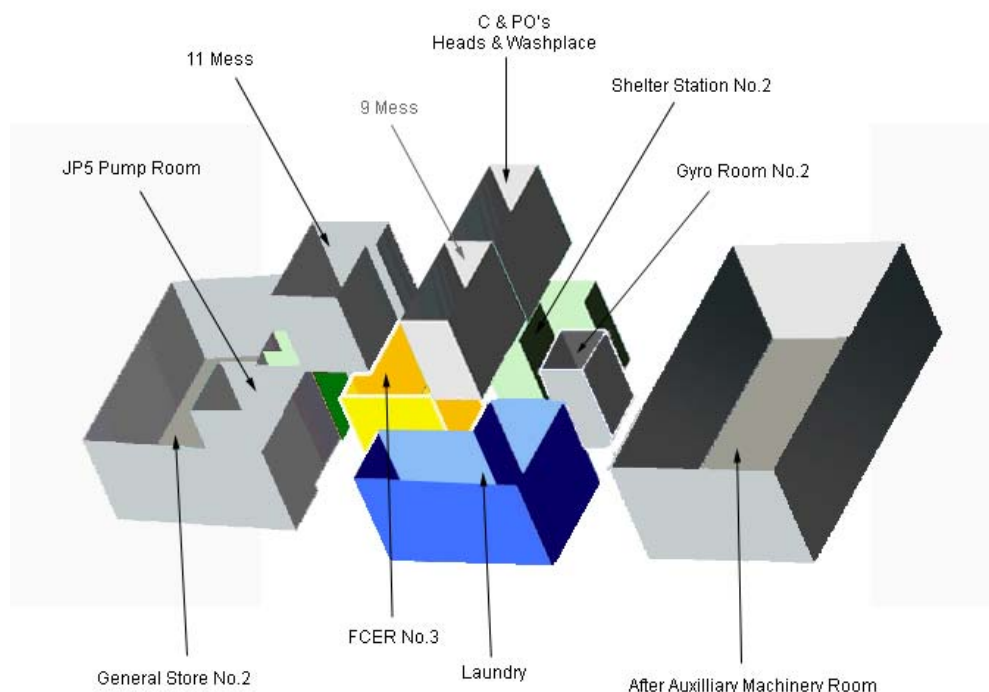 C & PO's
Heads & Washplace
11 Mess
Shelter Station No.2
9 Mess
JP5 Pump Room
Gyro Room No.2
FCER No.3
Laundry
General Store No.2
After Auxilliary Machinery Room